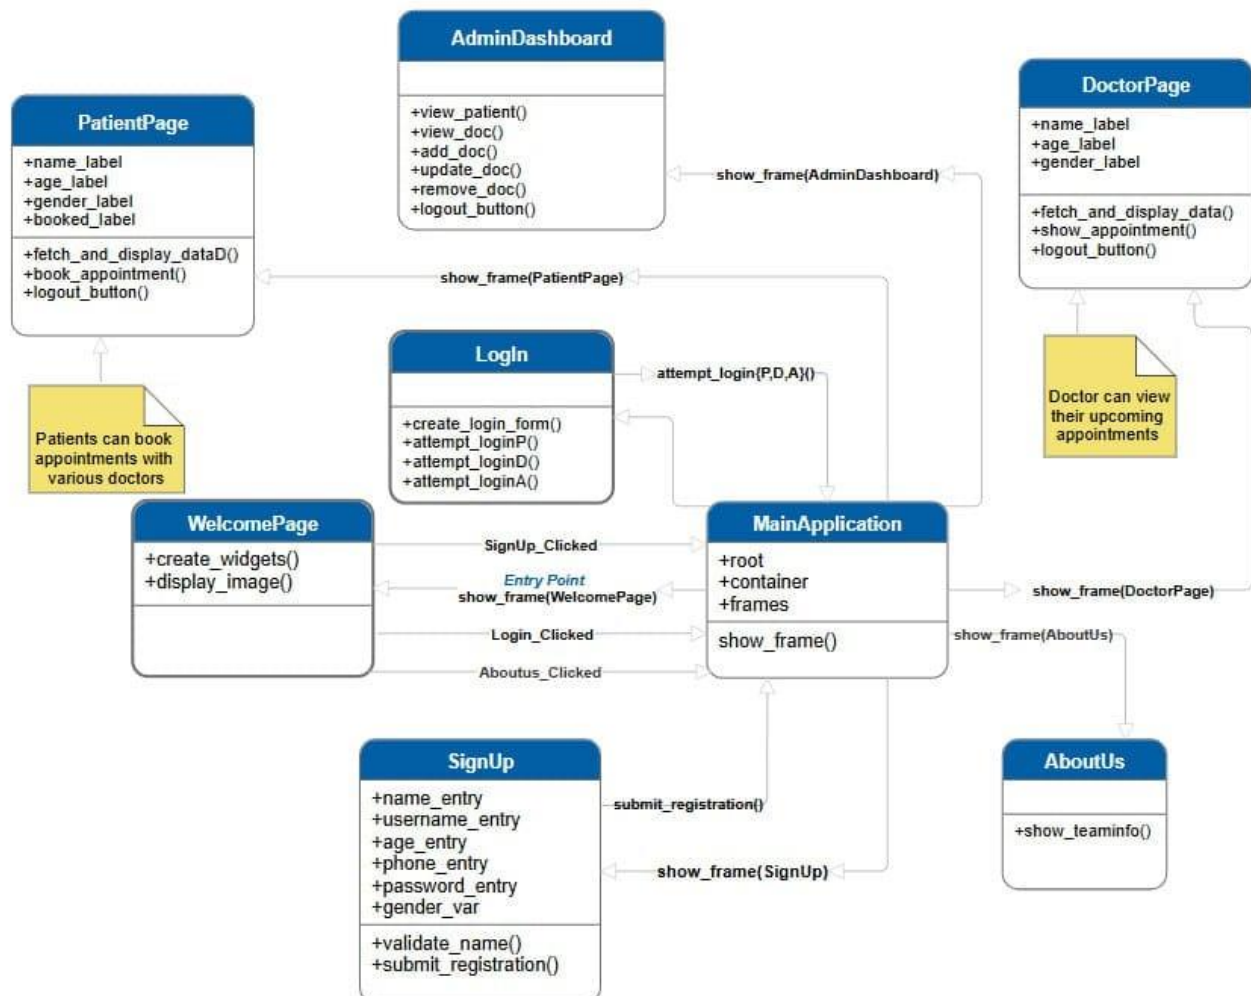 AdminDashboard
+view_patient()
+view_doc()
+add_doc()
+update_doc()
+remove_doc()
+logout_button()
DoctorPage
+name_label
+age_label
+gender_label
+fetch_and_display_data()
+show_appointment()
+logout_button()
PatientPage
+name_label
+age_label
+gender_label
+booked_label
+fetch_and_display_dataD()
+book_appointment()
+logout_button()
show_frame(AdminDashboard)
show_frame(PatientPage)
LogIn
+create_login_form()
+attempt_loginP()
+attempt_loginD()
+attempt_loginA()
attempt_login{P,D,A}()
Doctor can view
their upcoming
appointments
Patients can book
appointments with
various doctors
WelcomePage
+create_widgets()
+display_image()
SignUp_Clicked
Entry Point
show_frame(WelcomePage)
Login_Clicked
Aboutus_Clicked
MainApplication
+root
+container
+frames
show_frame()
show_frame(DoctorPage)
show_frame(AboutUs)
SignUp
+name_entry
+username_entry
+age_entry
+phone_entry
+password_entry
+gender_var
+validate_name()
+submit_registration()
submit_registration()
show_frame(SignUp)
AboutUs
+show_teaminfo()